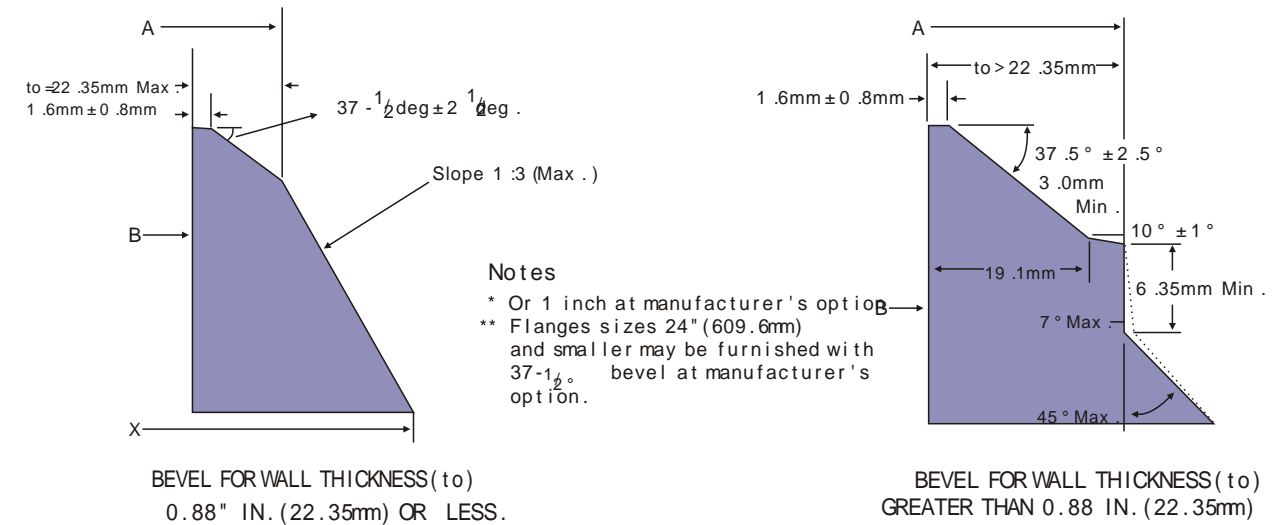 A
to =22 .35mm Max .
1 .6mm ± 0 .8mm
37 - 1/2 deg ± 2 1/2 deg .
Slope 1 :3 (Max . )
B
X
BEVEL FOR WALL THICKNESS ( to )
0.88" IN. (22.35mm) OR LESS.
Notes
* Or 1 inch at manufacturer's option
** Flanges sizes 24" (609.6mm)
and smaller may be furnished with
37-1/2° bevel at manufacturer's
option.
A
to > 22 .35mm
1 .6mm ± 0 .8mm
37 .5 ° ± 2 .5 °
3 .0mm
Min .
10 ° ± 1 °
19 .1mm
6 .35mm Min .
B
7 ° Max .
45 ° Max .
BEVEL FOR WALL THICKNESS ( to )
GREATER THAN 0.88 IN. (22.35mm)